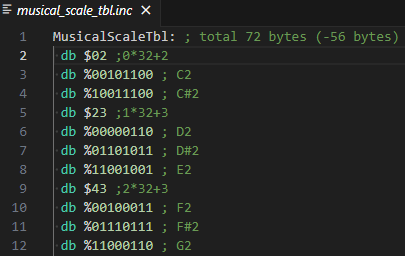 musical_scale_tbl.inc ×
1 MusicalScaleTbl: ; total 72 bytes (-56 bytes)
2 db $02 ;0*32+2
3 db %00101100 ; C2
4 db %10011100 ; C#2
5 db $23 ;1*32+3
6 db %00000110 ; D2
7 db %01101011 ; D#2
8 db %11001001 ; E2
9 db $43 ;2*32+3
10 db %00100011 ; F2
11 db %01110111 ; F#2
12 db %11000110 ; G2